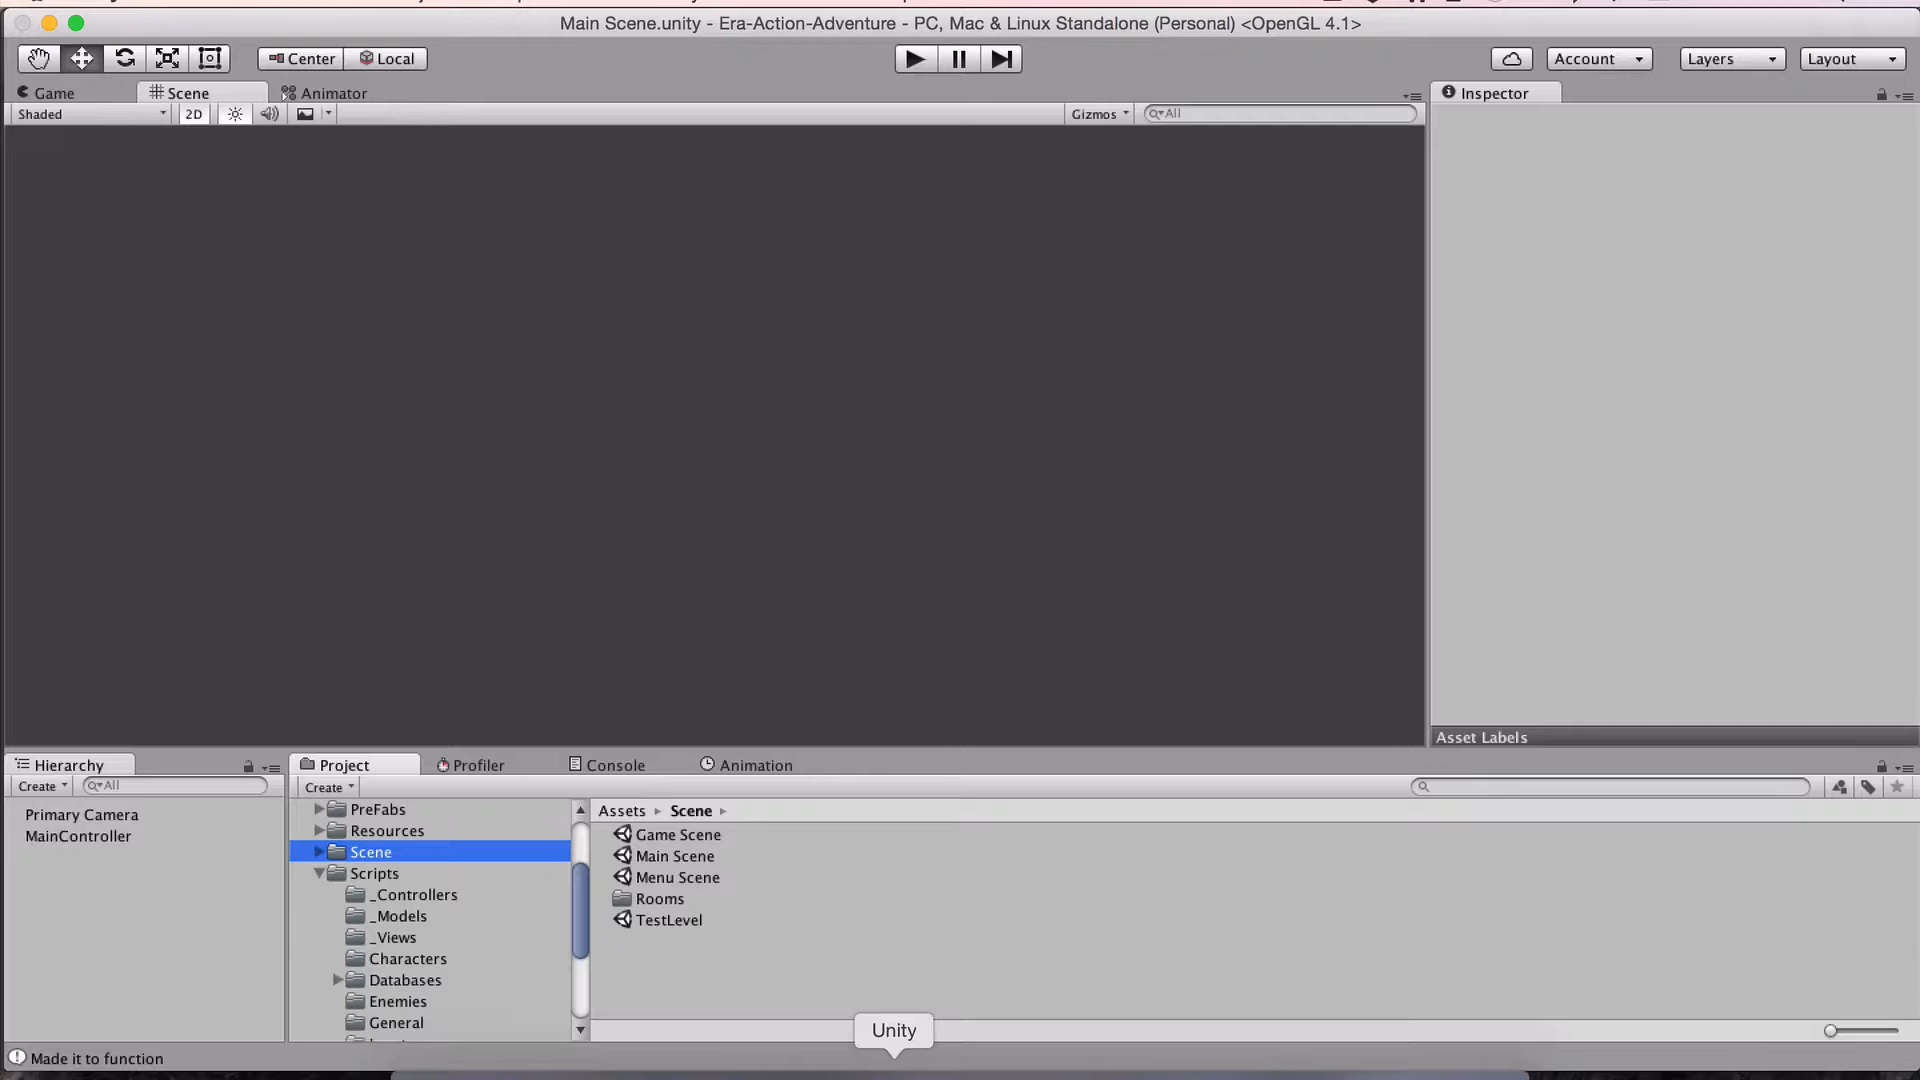 Main Scene.unity - Era-Action-Adventure - PC, Mac & Linux Standalone (Personal) <OpenGL 4.1>
Center Local Account Layers Layout
Game Scene Animator Inspector
Shaded 2D Gizmos All
Asset Labels
Hierarchy Project Profiler Console Animation
Create All Create
Primary Camera
MainController
PreFabs
Resources
Scene
Scripts
_Controllers
_Models
_Views
Characters
Databases
Enemies
General
Assets Scene
Game Scene
Main Scene
Menu Scene
Rooms
TestLevel
Unity
Made it to function